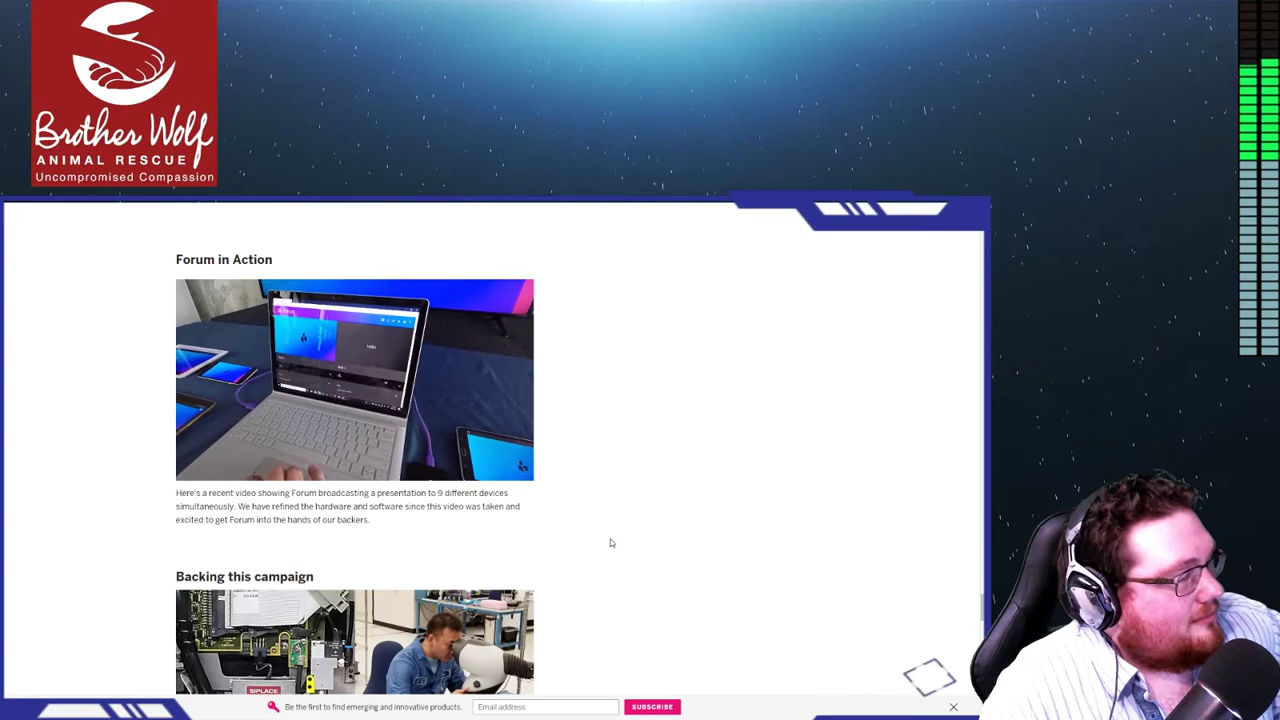 Brother Wolf
ANIMAL RESCUE
Uncompromised Compassion
Forum in Action
Here's a recent video showing Forum broadcasting a presentation to 9 different devices
simultaneously. We have refined the hardware and software since this video was taken and
excited to get Forum into the hands of our backers.
Backing this campaign
SIPLACE
Be the first to find emerging and innovative products.
Email address
SUBSCRIBE